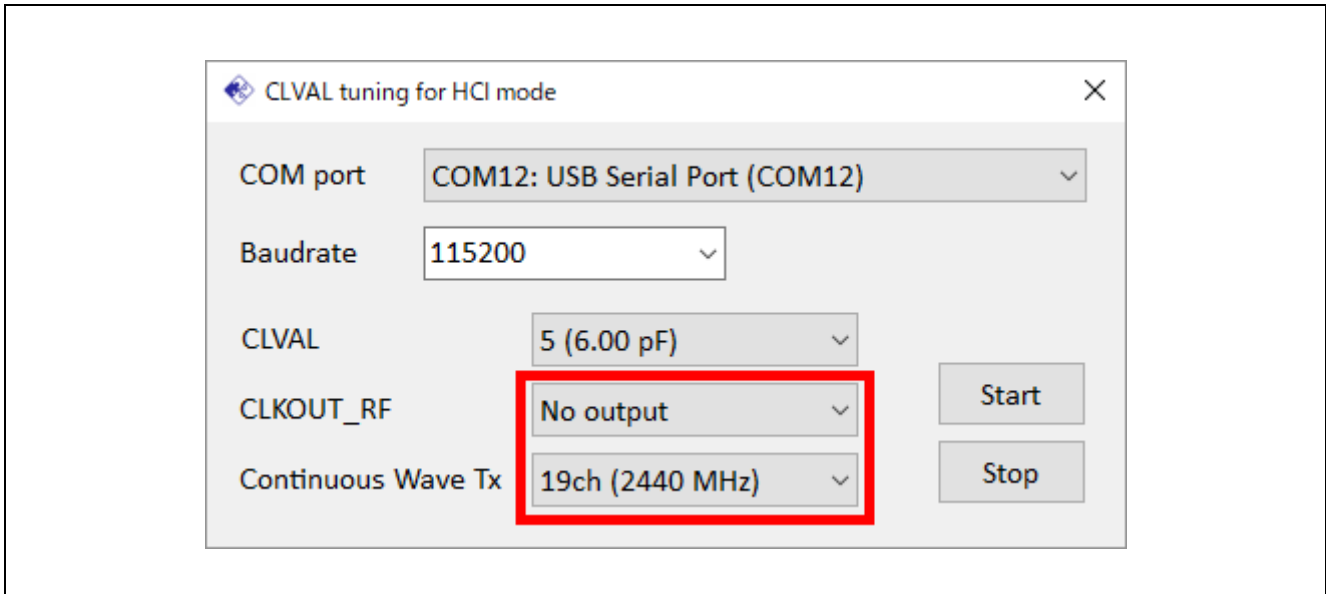 CLVAL tuning for HCI mode
COM port COM12: USB Serial Port (COM12)
Baudrate 115200
CLVAL 5 (6.00 pF)
CLKOUT_RF No output Start
Continuous Wave Tx 19ch (2440 MHz) Stop